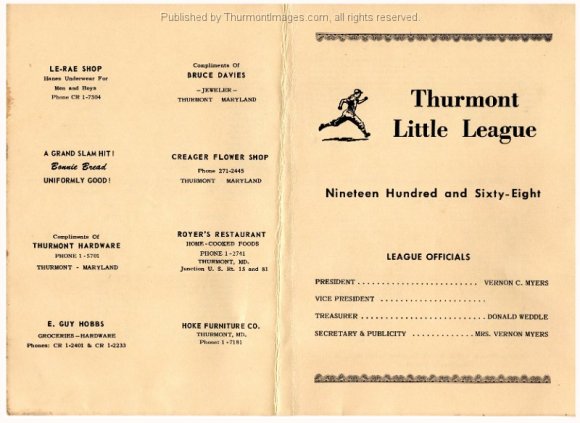 Published by ThurmontImages.com, all rights reserved.
LE-RAE SHOP
Hanes Underwear For
Men and Boys
Phone CR 1-7384
A GRAND SLAM HIT!
Bonnie Bread
UNIFORMLY GOOD!
Compliments Of
THURMONT HARDWARE
PHONE 1-5701
THURMONT - MARYLAND
E. GUY HOBBS
GROCERIES—HARDWARE
Phones: CR 1-2401 & CR 1-2233
Compliments Of
BRUCE DAVIES
—JEWELER—
THURMONT MARYLAND
CREAGER FLOWER SHOP
Phone 271-2445
THURMONT MARYLAND
ROYER'S RESTAURANT
HOME-COOKED FOODS
PHONE 1-2741
THURMONT, MD.
Junction U. S. Rt. 15 and 81
HOKE FURNITURE CO.
THURMONT, MD.
Phone: 1-7181
Thurmont
Little League
Nineteen Hundred and Sixty-Eight
LEAGUE OFFICIALS
PRESIDENT . . . . . . . . . . . . . . . . . . . . . . . . . . VERNON C. MYERS
VICE PRESIDENT . . . . . . . . . . . . . . . . . . . . . . .
TREASURER . . . . . . . . . . . . . . . . . . . . . . . . . DONALD WEDDLE
SECRETARY & PUBLICITY . . . . . . . . . . . . . MRS. VERNON MYERS